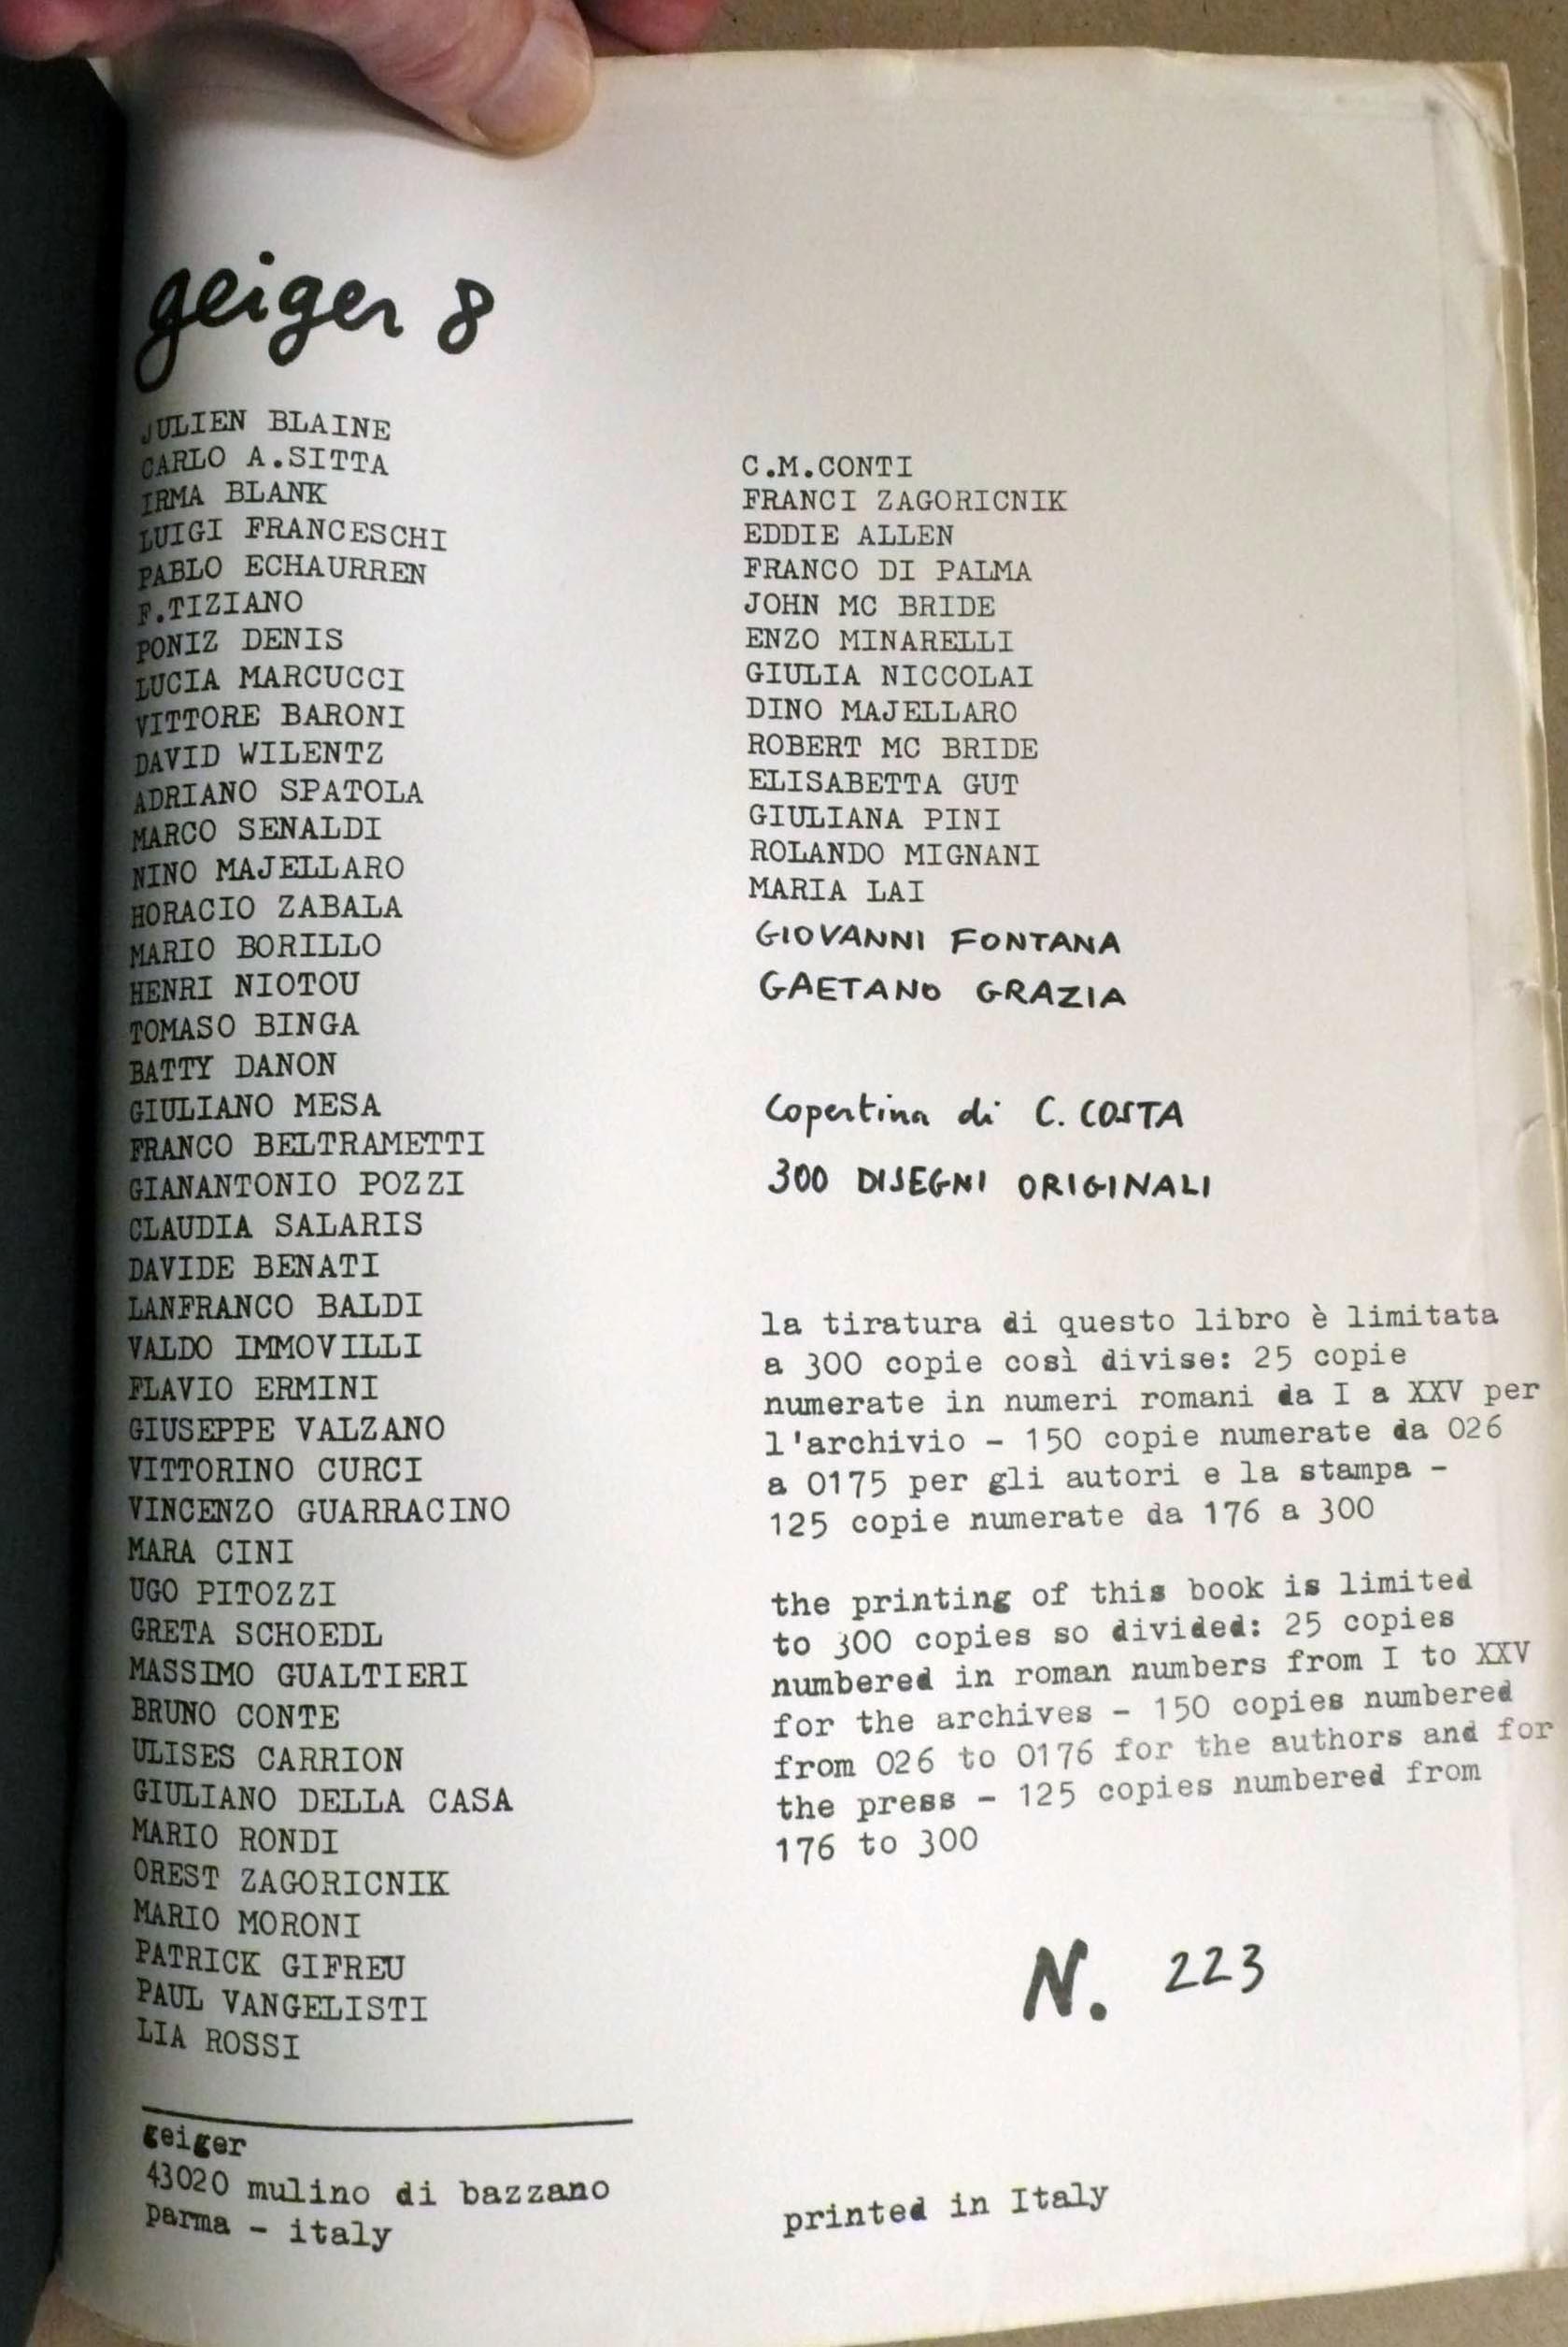 geiger 8
JULIEN BLAINE
CARLO A.SITTA
IRMA BLANK
LUIGI FRANCESCHI
PABLO ECHAURREN
F.TIZIANO
PONIZ DENIS
LUCIA MARCUCCI
VITTORE BARONI
DAVID WILENTZ
ADRIANO SPATOLA
MARCO SENALDI
NINO MAJELLARO
HORACIO ZABALA
MARIO BORILLO
HENRI NIOTOU
TOMASO BINGA
BATTY DANON
GIULIANO MESA
FRANCO BELTRAMETTI
GIANANTONIO POZZI
CLAUDIA SALARIS
DAVIDE BENATI
LANFRANCO BALDI
VALDO IMMOVILLI
FLAVIO ERMINI
GIUSEPPE VALZANO
VITTORINO CURCI
VINCENZO GUARRACINO
MARA CINI
UGO PITOZZI
GRETA SCHOEDL
MASSIMO GUALTIERI
BRUNO CONTE
ULISES CARRION
GIULIANO DELLA CASA
MARIO RONDI
OREST ZAGORICNIK
MARIO MORONI
PATRICK GIFREU
PAUL VANGELISTI
LIA ROSSI
geiger
43020 mulino di bazzano
parma - italy
C.M.CONTI
FRANCI ZAGORICNIK
EDDIE ALLEN
FRANCO DI PALMA
JOHN MC BRIDE
ENZO MINARELLI
GIULIA NICCOLAI
DINO MAJELLARO
ROBERT MC BRIDE
ELISABETTA GUT
GIULIANA PINI
ROLANDO MIGNANI
MARIA LAI
GIOVANNI FONTANA
GAETANO GRAZIA
Copertina di C. COSTA
300 DISEGNI ORIGINALI
la tiratura di questo libro è limitata
a 300 copie così divise: 25 copie
numerate in numeri romani da I a XXV per
l'archivio - 150 copie numerate da 026
a 0175 per gli autori e la stampa -
125 copie numerate da 176 a 300
the printing of this book is limited
to 300 copies so divided: 25 copies
numbered in roman numbers from I to XXV
for the archives - 150 copies numbered
from 026 to 0176 for the authors and for
the press - 125 copies numbered from
176 to 300
N. 223
printed in Italy